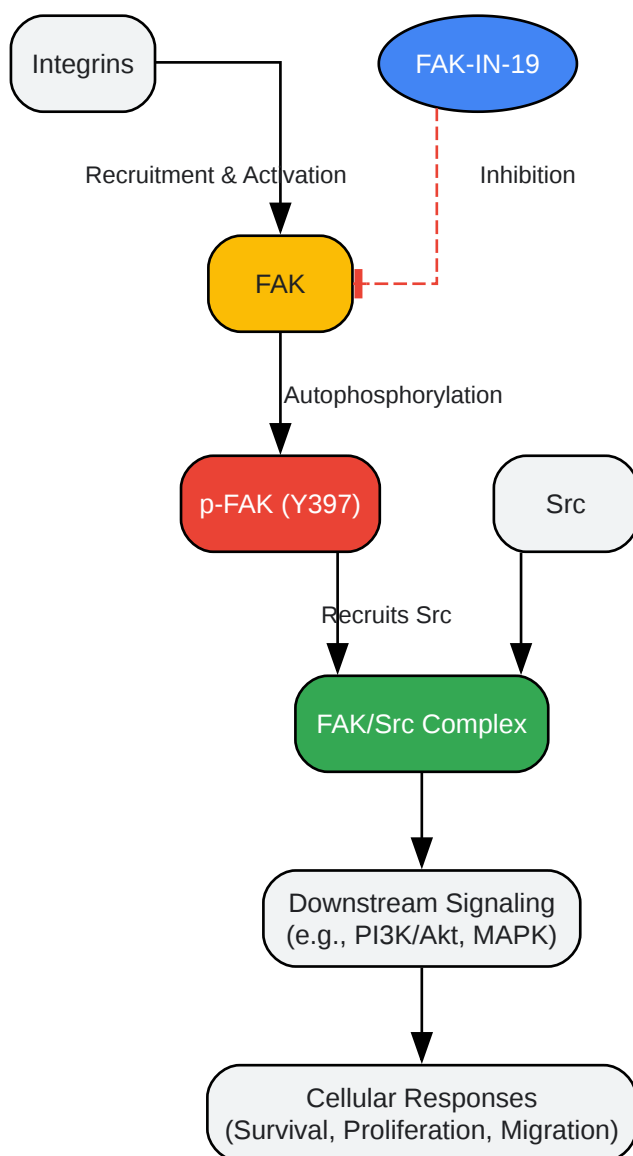 Integrins
FAK-IN-19
Recruitment & Activation
Inhibition
FAK
Autophosphorylation
p-FAK (Y397)
Src
Recruits Src
FAK/Src Complex
Downstream Signaling
(e.g., PI3K/Akt, MAPK)
Cellular Responses
(Survival, Proliferation, Migration)